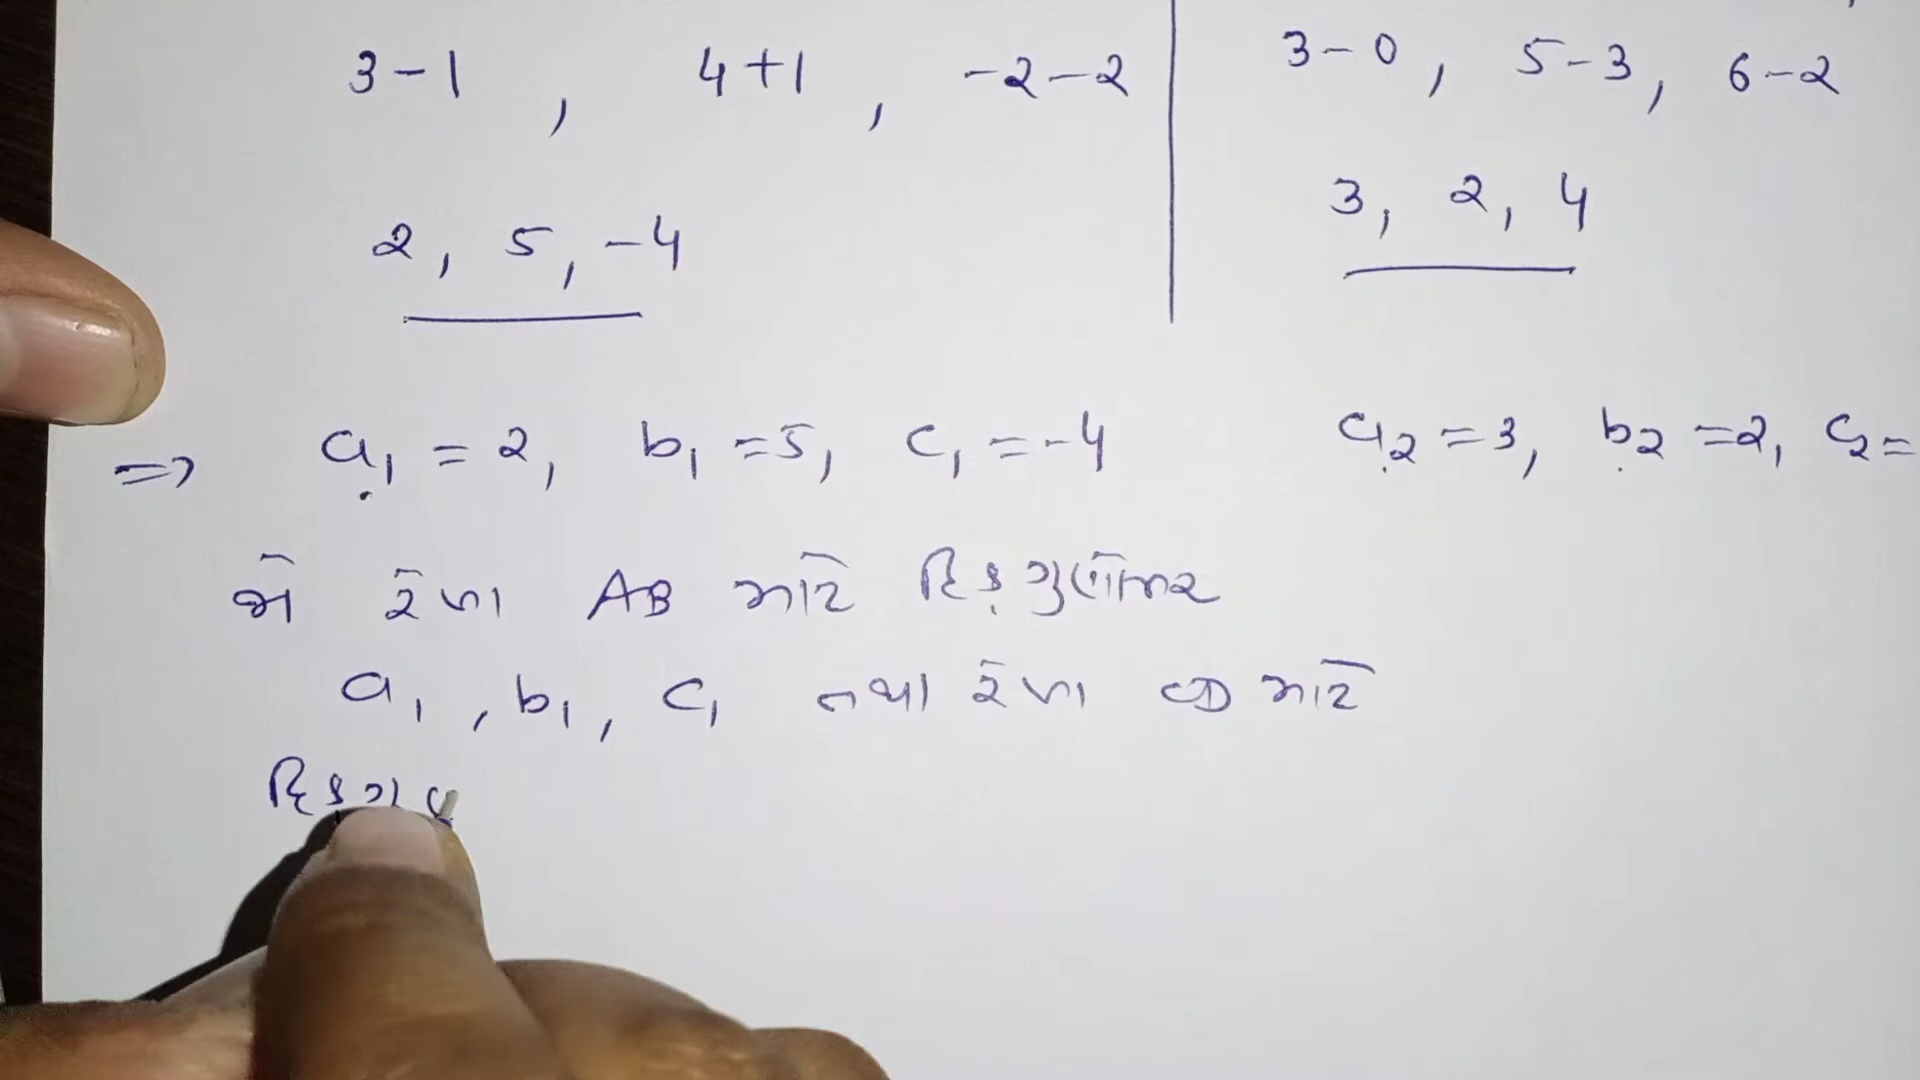 3-1 , 4+1 , -2-2
3-0, 5-3, 6-2
2, 5, -4
3, 2, 4
=> a₁ = 2, b₁ = 5, c₁ = -4 a₂ = 3, b₂ = 2, c₂ =
જો રેખા AB માટે દિક્ગુણોત્તર
a₁, b₁, c₁ તથા રેખા CD માટે
દિક્ગુ